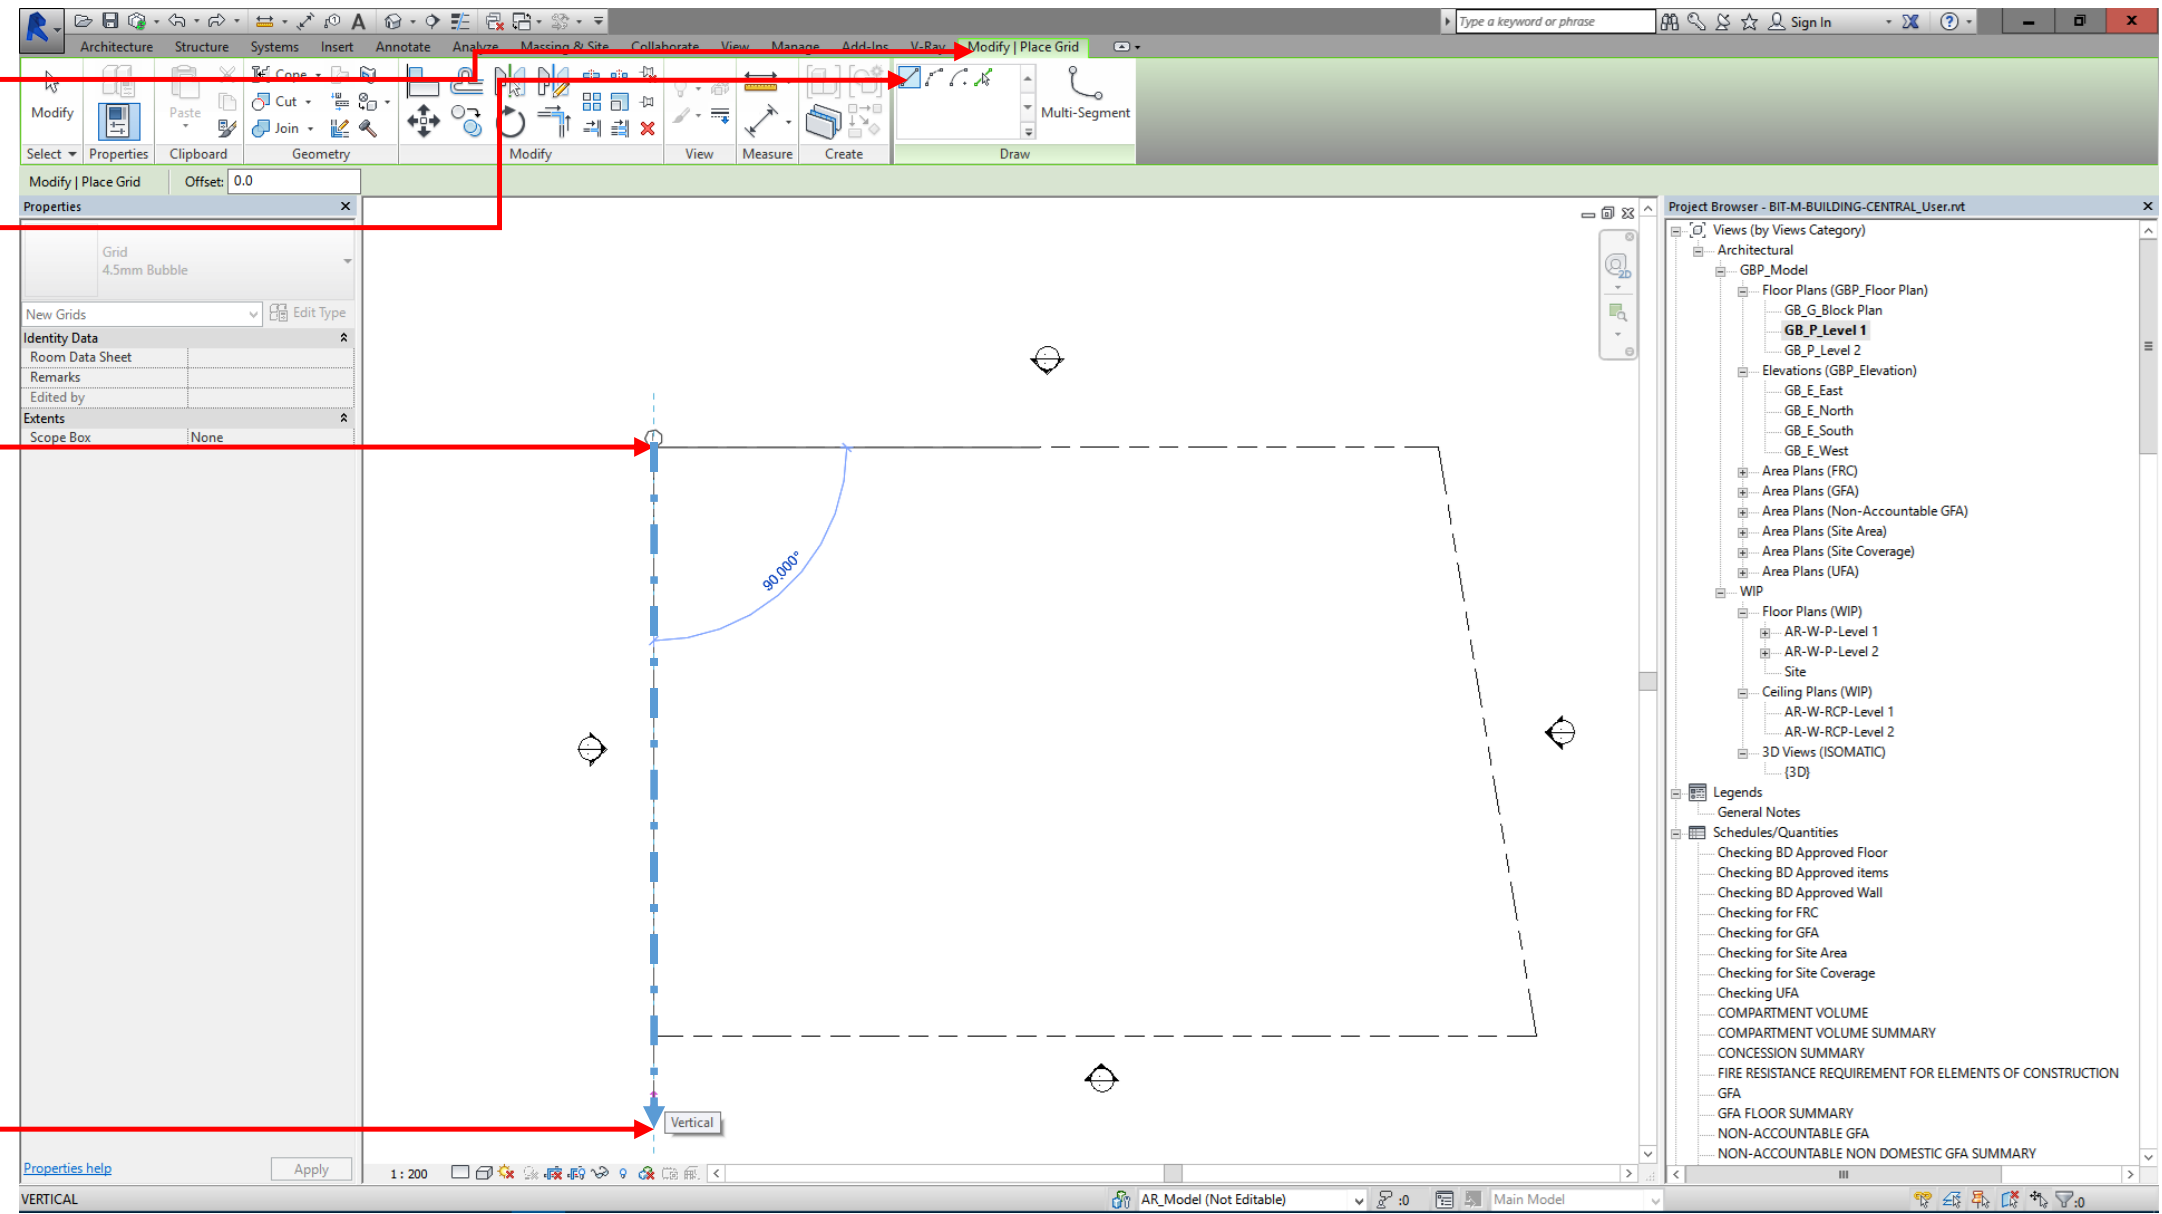 Type a keyword or phrase
Sign In
Architecture Structure Systems Insert Annotate Analyze Massing & Site Collaborate View Manage Add-Ins V-Ray Modify | Place Grid
Modify
Paste
Cope
Cut
Join
Multi-Segment
Select Properties Clipboard Geometry Modify View Measure Create Draw
Modify | Place Grid Offset: 0.0
Properties
Grid
4.5mm Bubble
New Grids Edit Type
Identity Data
Room Data Sheet
Remarks
Edited by
Extents
Scope Box None
Properties help Apply
2D
90.000°
Vertical
1 : 200
Project Browser - BIT-M-BUILDING-CENTRAL_User.rvt
Views (by Views Category)
Architectural
GBP_Model
Floor Plans (GBP_Floor Plan)
GB_G_Block Plan
GB_P_Level 1
GB_P_Level 2
Elevations (GBP_Elevation)
GB_E_East
GB_E_North
GB_E_South
GB_E_West
Area Plans (FRC)
Area Plans (GFA)
Area Plans (Non-Accountable GFA)
Area Plans (Site Area)
Area Plans (Site Coverage)
Area Plans (UFA)
WIP
Floor Plans (WIP)
AR-W-P-Level 1
AR-W-P-Level 2
Site
Ceiling Plans (WIP)
AR-W-RCP-Level 1
AR-W-RCP-Level 2
3D Views (ISOMATIC)
{3D}
Legends
General Notes
Schedules/Quantities
Checking BD Approved Floor
Checking BD Approved items
Checking BD Approved Wall
Checking for FRC
Checking for GFA
Checking for Site Area
Checking for Site Coverage
Checking UFA
COMPARTMENT VOLUME
COMPARTMENT VOLUME SUMMARY
CONCESSION SUMMARY
FIRE RESISTANCE REQUIREMENT FOR ELEMENTS OF CONSTRUCTION
GFA
GFA FLOOR SUMMARY
NON-ACCOUNTABLE GFA
NON-ACCOUNTABLE NON DOMESTIC GFA SUMMARY
VERTICAL AR_Model (Not Editable) :0 Main Model :0